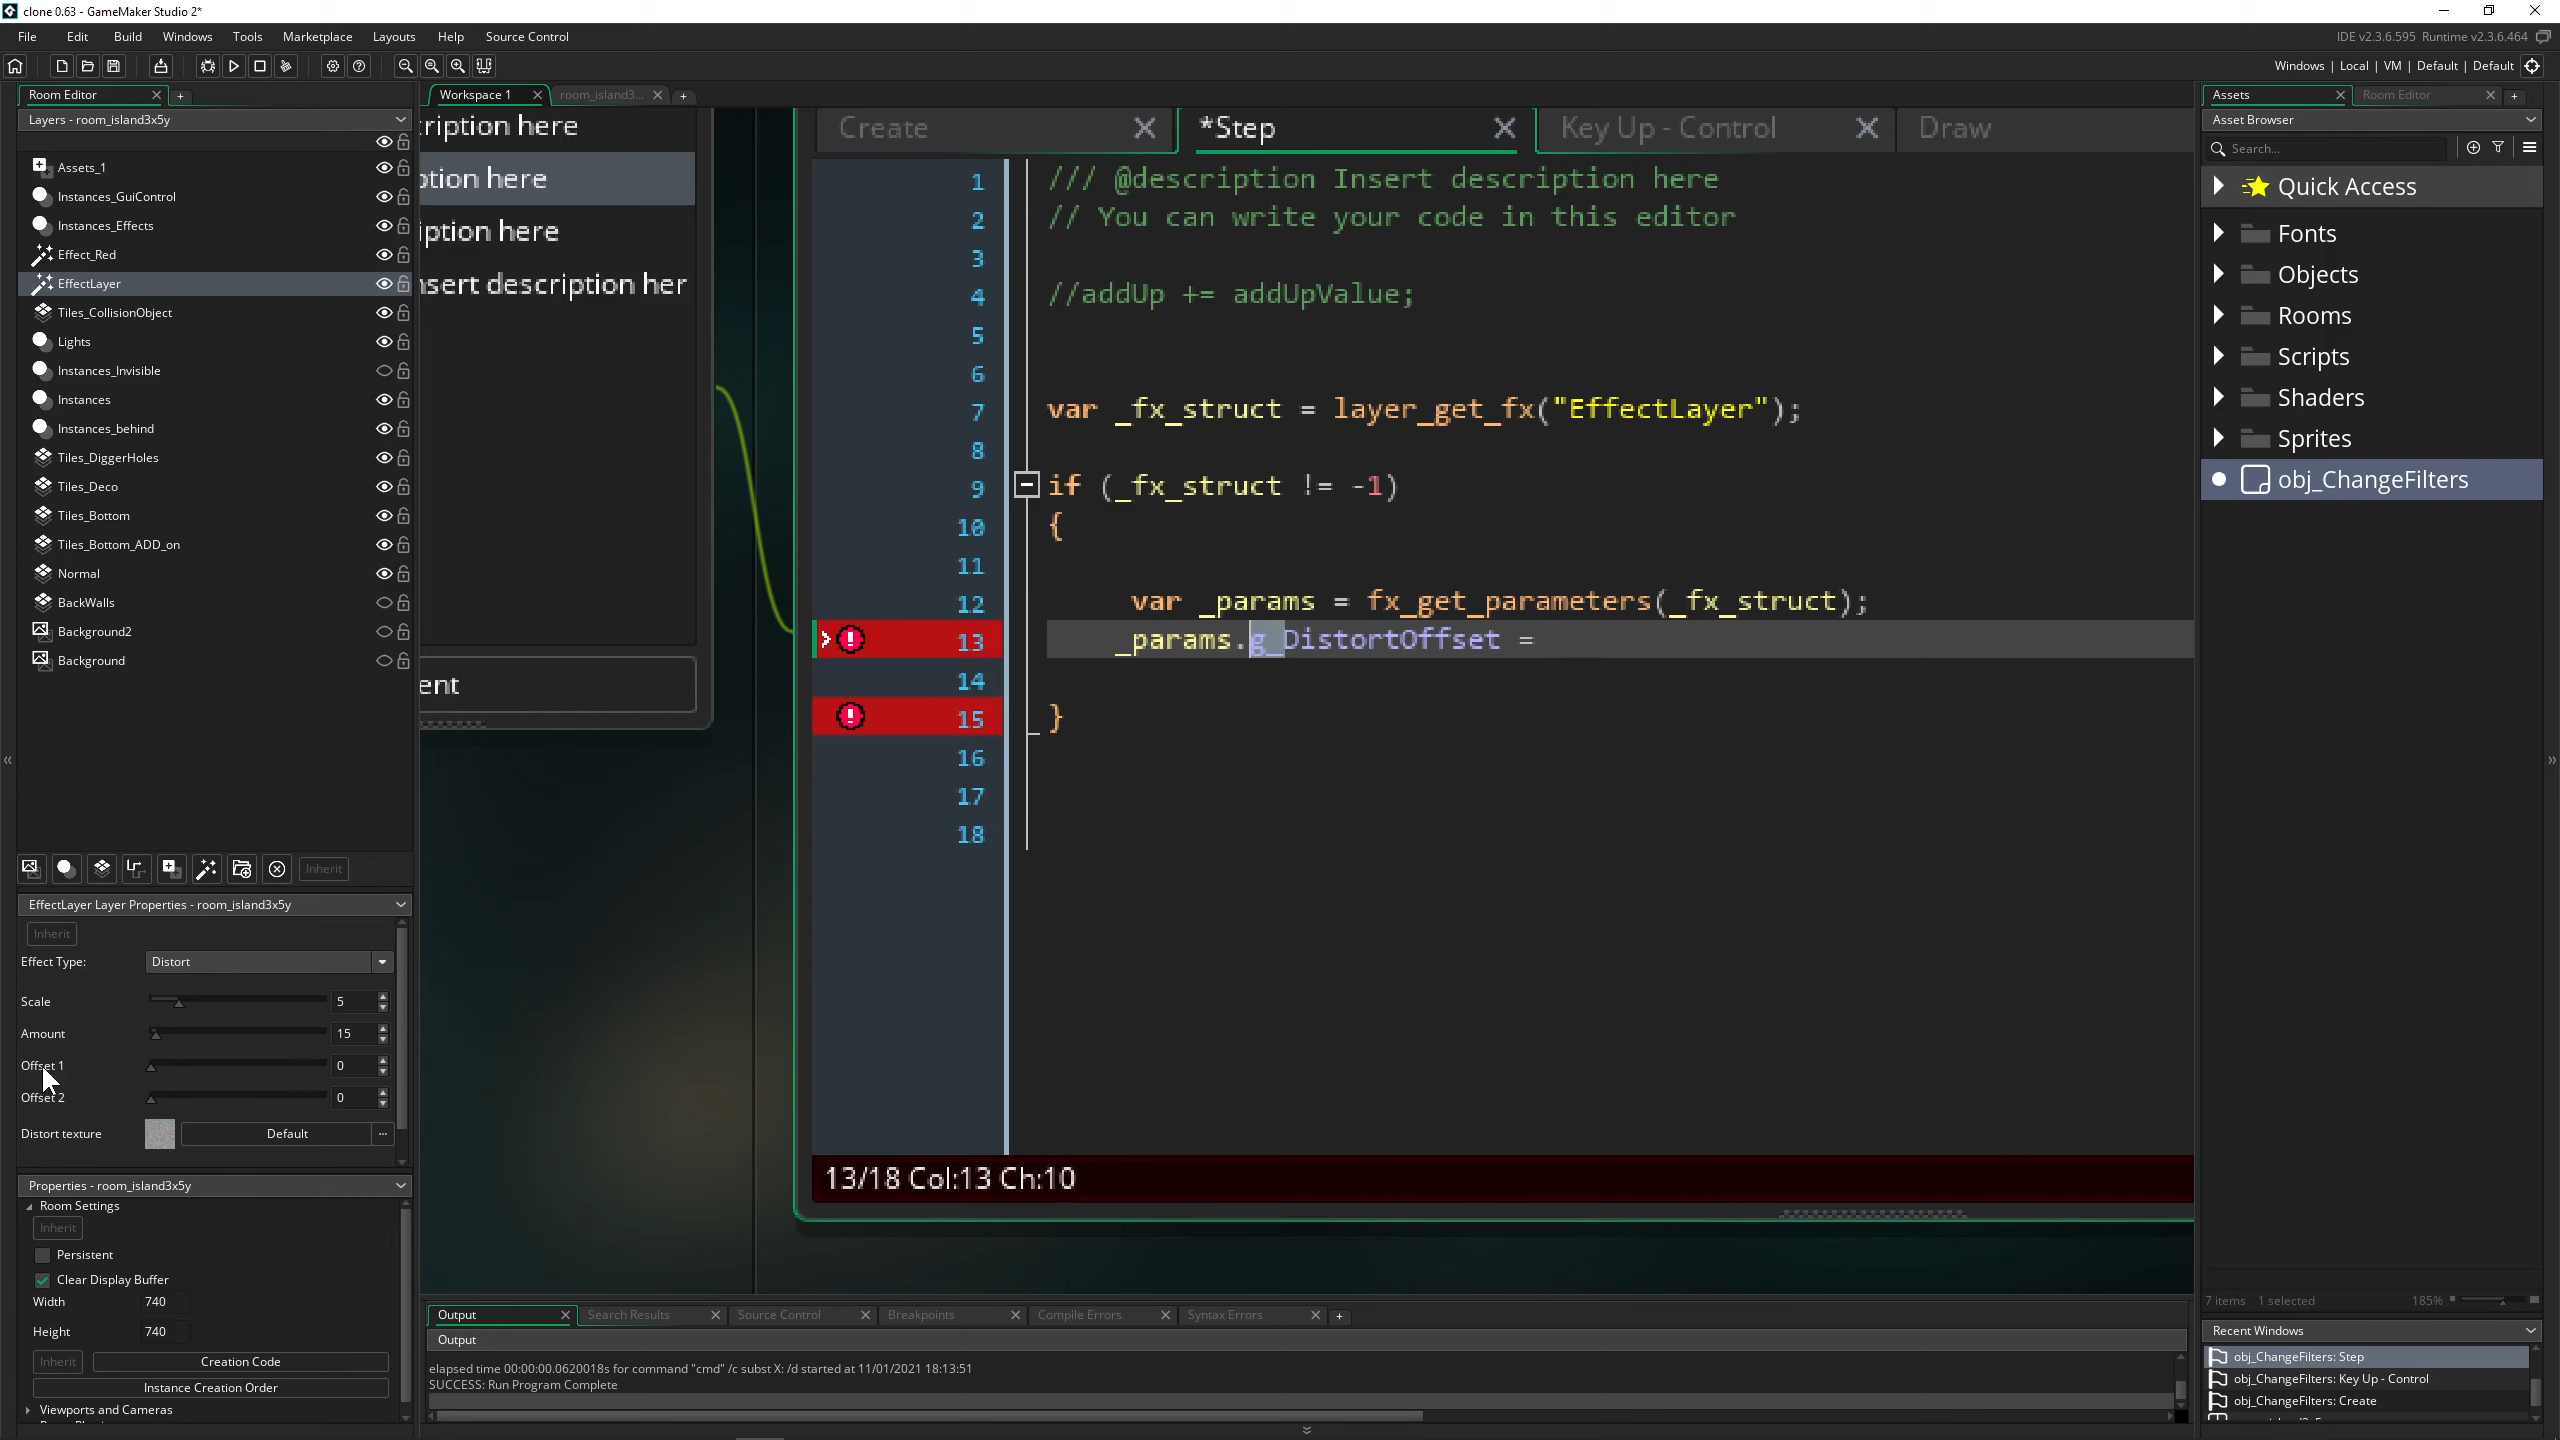 clone 0.63 - GameMaker Studio 2*
File Edit Build Windows Tools Marketplace Layouts Help Source Control
IDE v2.3.6.595 Runtime v2.3.6.464
Windows | Local | VM | Default | Default
Room Editor
Layers - room_island3x5y
Assets_1
Instances_GuiControl
Instances_Effects
Effect_Red
EffectLayer
Tiles_CollisionObject
Lights
Instances_Invisible
Instances
Instances_behind
Tiles_DiggerHoles
Tiles_Deco
Tiles_Bottom
Tiles_Bottom_ADD_on
Normal
BackWalls
Background2
Background
Inherit
EffectLayer Layer Properties - room_island3x5y
Inherit
Effect Type: Distort
Scale 5
Amount 15
Offset 1 0
Offset 2 0
Distort texture Default ...
Properties - room_island3x5y
Room Settings
Inherit
Persistent
Clear Display Buffer
Width 740
Height 740
Inherit Creation Code
Instance Creation Order
Viewports and Cameras
Workspace 1 room_island3...
ription here
ption here
iption here
nsert description her
ent
Create *Step Key Up - Control Draw
1 /// @description Insert description here
2 // You can write your code in this editor
3
4 //addUp += addUpValue;
5
6
7 var _fx_struct = layer_get_fx("EffectLayer");
8
9 if (_fx_struct != -1)
10 {
11
12 var _params = fx_get_parameters(_fx_struct);
13 _params.g_DistortOffset =
14
15 }
16
17
18
13/18 Col:13 Ch:10
Output Search Results Source Control Breakpoints Compile Errors Syntax Errors
Output
elapsed time 00:00:00.0620018s for command "cmd" /c subst X: /d started at 11/01/2021 18:13:51
SUCCESS: Run Program Complete
Assets Room Editor
Asset Browser
Search...
Quick Access
Fonts
Objects
Rooms
Scripts
Shaders
Sprites
obj_ChangeFilters
7 items 1 selected 185%
Recent Windows
obj_ChangeFilters: Step
obj_ChangeFilters: Key Up - Control
obj_ChangeFilters: Create